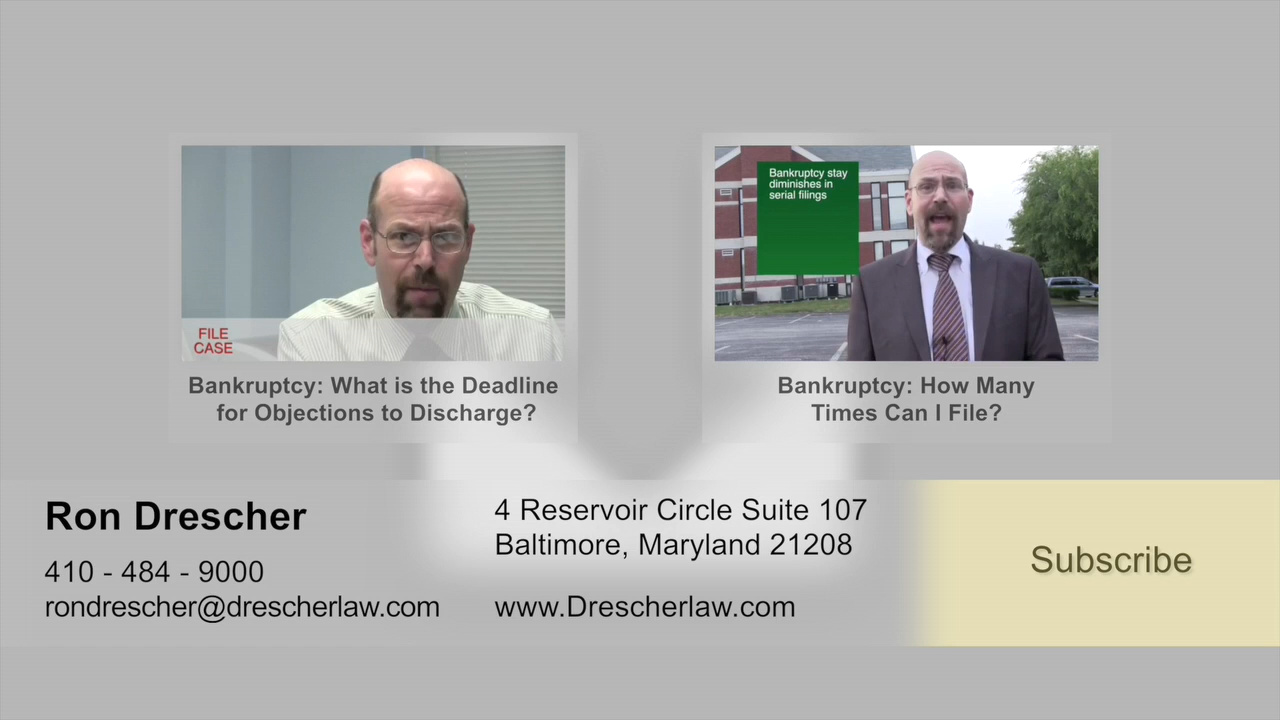 FILE
CASE
Bankruptcy: What is the Deadline
for Objections to Discharge?
Bankruptcy stay
diminishes in
serial filings
Bankruptcy: How Many
Times Can I File?
Ron Drescher
410 - 484 - 9000
rondrescher@drescherlaw.com
4 Reservoir Circle Suite 107
Baltimore, Maryland 21208
www.Drescherlaw.com
Subscribe